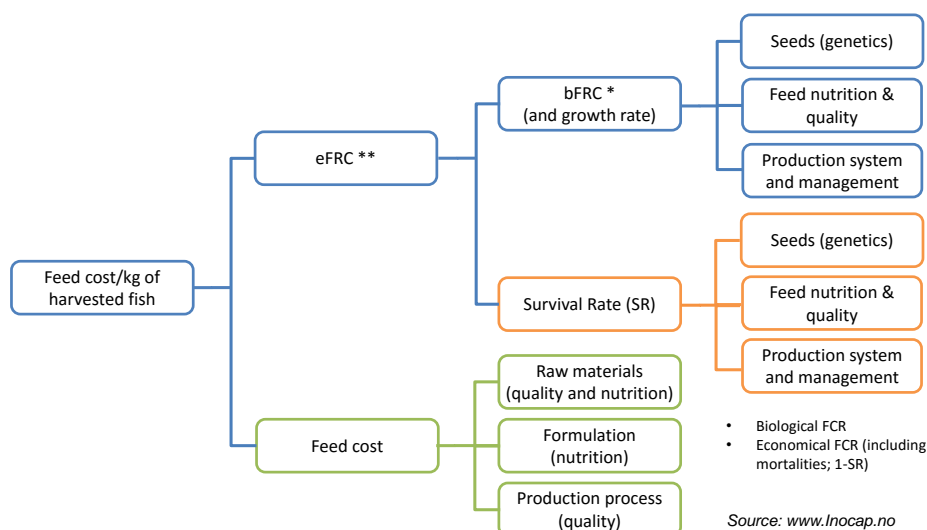 Feed cost/kg of
harvested fish
eFRC **
Feed cost
bFRC *
(and growth rate)
Survival Rate (SR)
Raw materials
(quality and nutrition)
Formulation
(nutrition)
Production process
(quality)
Seeds (genetics)
Feed nutrition &
quality
Production system
and management
Seeds (genetics)
Feed nutrition &
quality
Production system
and management
• Biological FCR
• Economical FCR (including
mortalities; 1-SR)
Source: www.Inocap.no